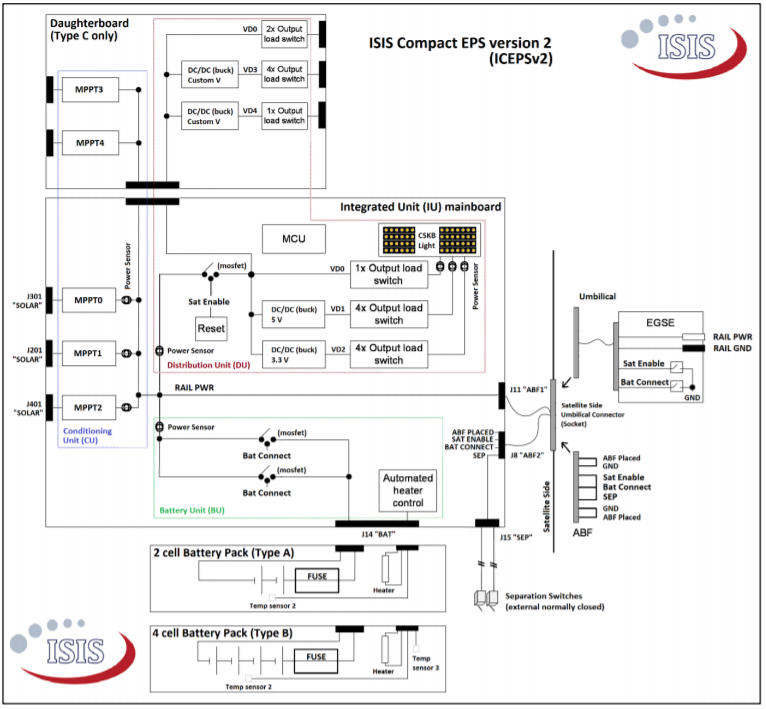 Daughterboard
(Type C only)
VD0
2x Output
load switch
ISIS Compact EPS version 2
(ICEPSv2)
ISIS
MPPT3
DC/DC (buck)
Custom V
VD3
4x Output
load switch
MPPT4
DC/DC (buck)
Custom V
VD4
1x Output
load switch
Integrated Unit (IU) mainboard
MCU
CSKB
Light
Power Sensor
(mosfet)
VD0
1x Output load
switch
Power Sensor
Sat Enable
Reset
J301
"SOLAR"
MPPT0
DC/DC (buck)
5 V
VD1
4x Output load
switch
Umbilical
EGSE
RAIL PWR
RAIL GND
Sat Enable
Bat Connect
GND
J201
"SOLAR"
MPPT1
Power Sensor
DC/DC (buck)
3.3 V
VD2
4x Output load
switch
Distribution Unit (DU)
RAIL PWR
J401
"SOLAR"
MPPT2
J11 "ABF1"
Satellite Side
Umbilical Connector
(Socket)
Conditioning
Unit (CU)
Power Sensor
(mosfet)
Bat Connect
(mosfet)
Bat Connect
ABF PLACED
SAT ENABLE
BAT CONNECT
SEP
J8 "ABF2"
ABF Placed
GND
Sat Enable
Bat Connect
SEP
GND
ABF Placed
ABF
Satellite Side
Automated
heater
control
Battery Unit (BU)
J14 "BAT"
J15 "SEP"
2 cell Battery Pack (Type A)
FUSE
Heater
Temp sensor 2
Separation Switches
(external normally closed)
4 cell Battery Pack (Type B)
FUSE
Heater
Temp
sensor 3
Temp sensor 2
ISIS